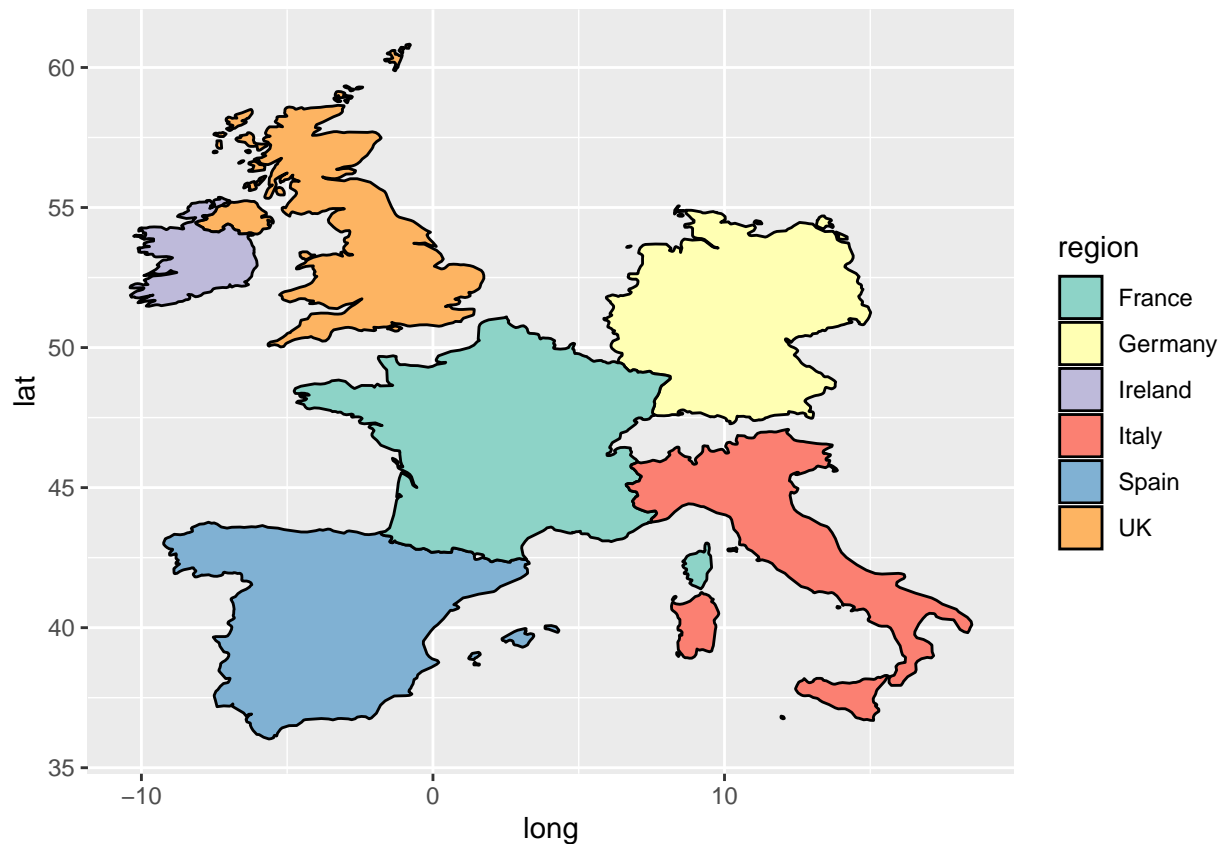 60
55
50
45
40
35
−10
0
10
long
lat
region
France
Germany
Ireland
Italy
Spain
UK